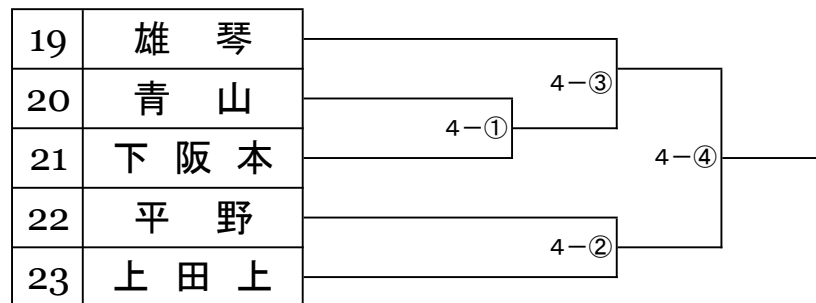 19 雄 琴
20 青 山
21 下 阪 本
22 平 野
23 上 田 上
4－③
4－①
4－④
4－②